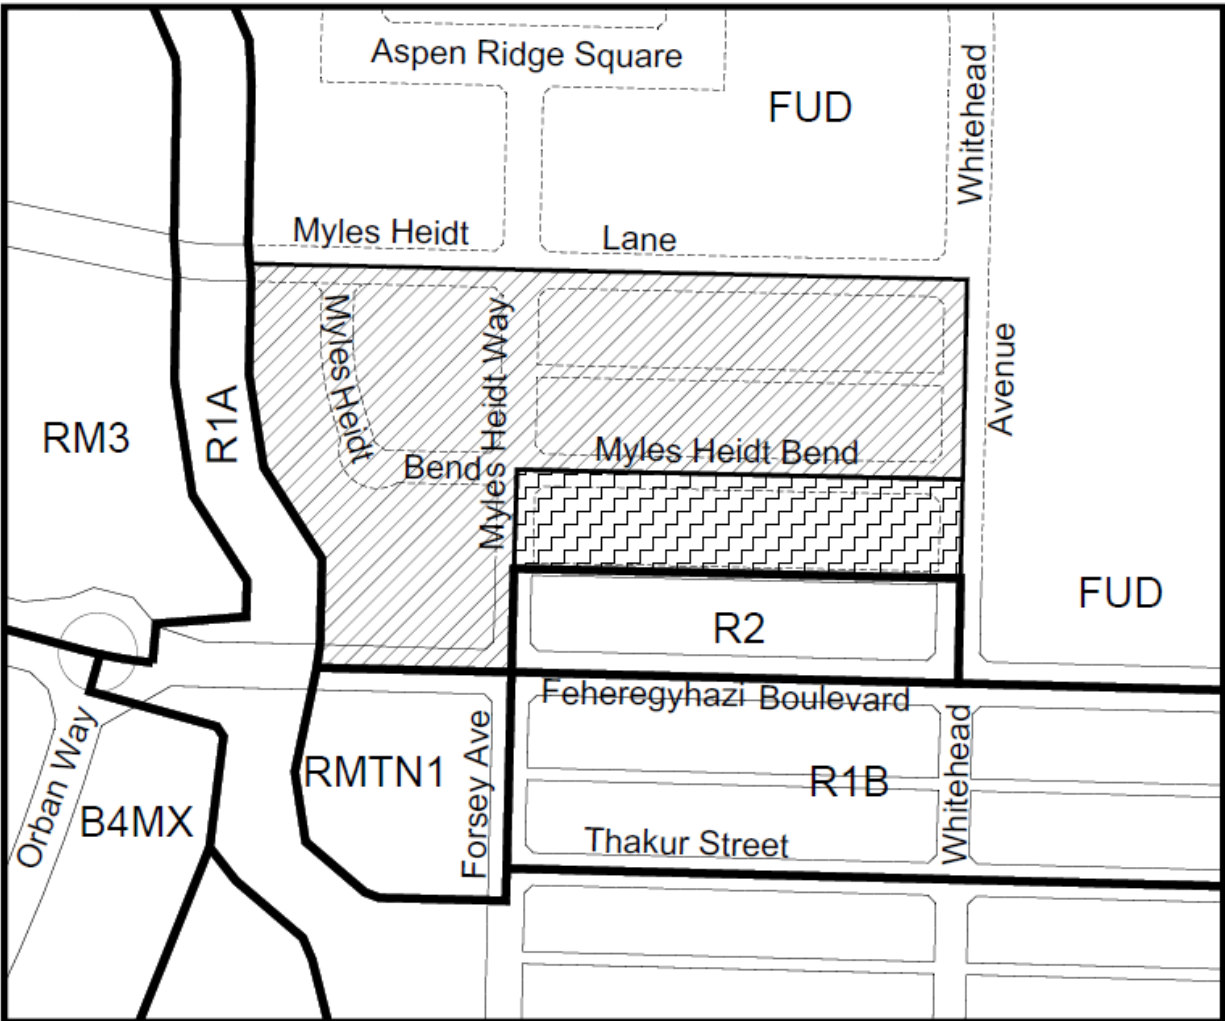 Aspen Ridge Square
FUD
Whitehead
Myles Heidt
Lane
Myles Heidt
Myles Heidt Way
Avenue
R1A
RM3
Myles Heidt Bend
Bend
FUD
R2
Feheregyhazi Boulevard
Orban Way
Forsey Ave
Whitehead
RMTN1
R1B
B4MX
Thakur Street